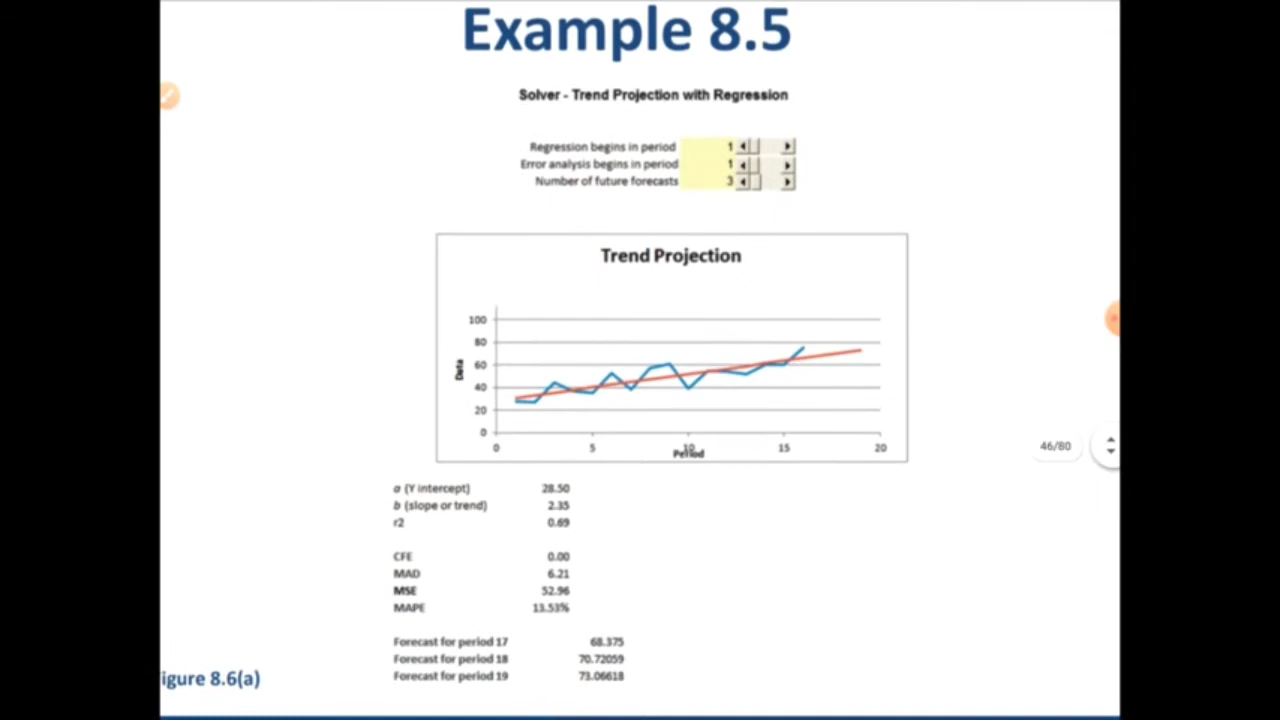 Example 8.5
Solver - Trend Projection with Regression
Regression begins in period 1
Error analysis begins in period 1
Number of future forecasts 3
Trend Projection
100
80
60
40
20
0
Data
0 5 10 15 20
Period
a (Y intercept) 28.50
b (slope or trend) 2.35
r2 0.69
CFE 0.00
MAD 6.21
MSE 52.96
MAPE 13.53%
Forecast for period 17 68.375
Forecast for period 18 70.72059
Forecast for period 19 73.06618
igure 8.6(a)
46/80